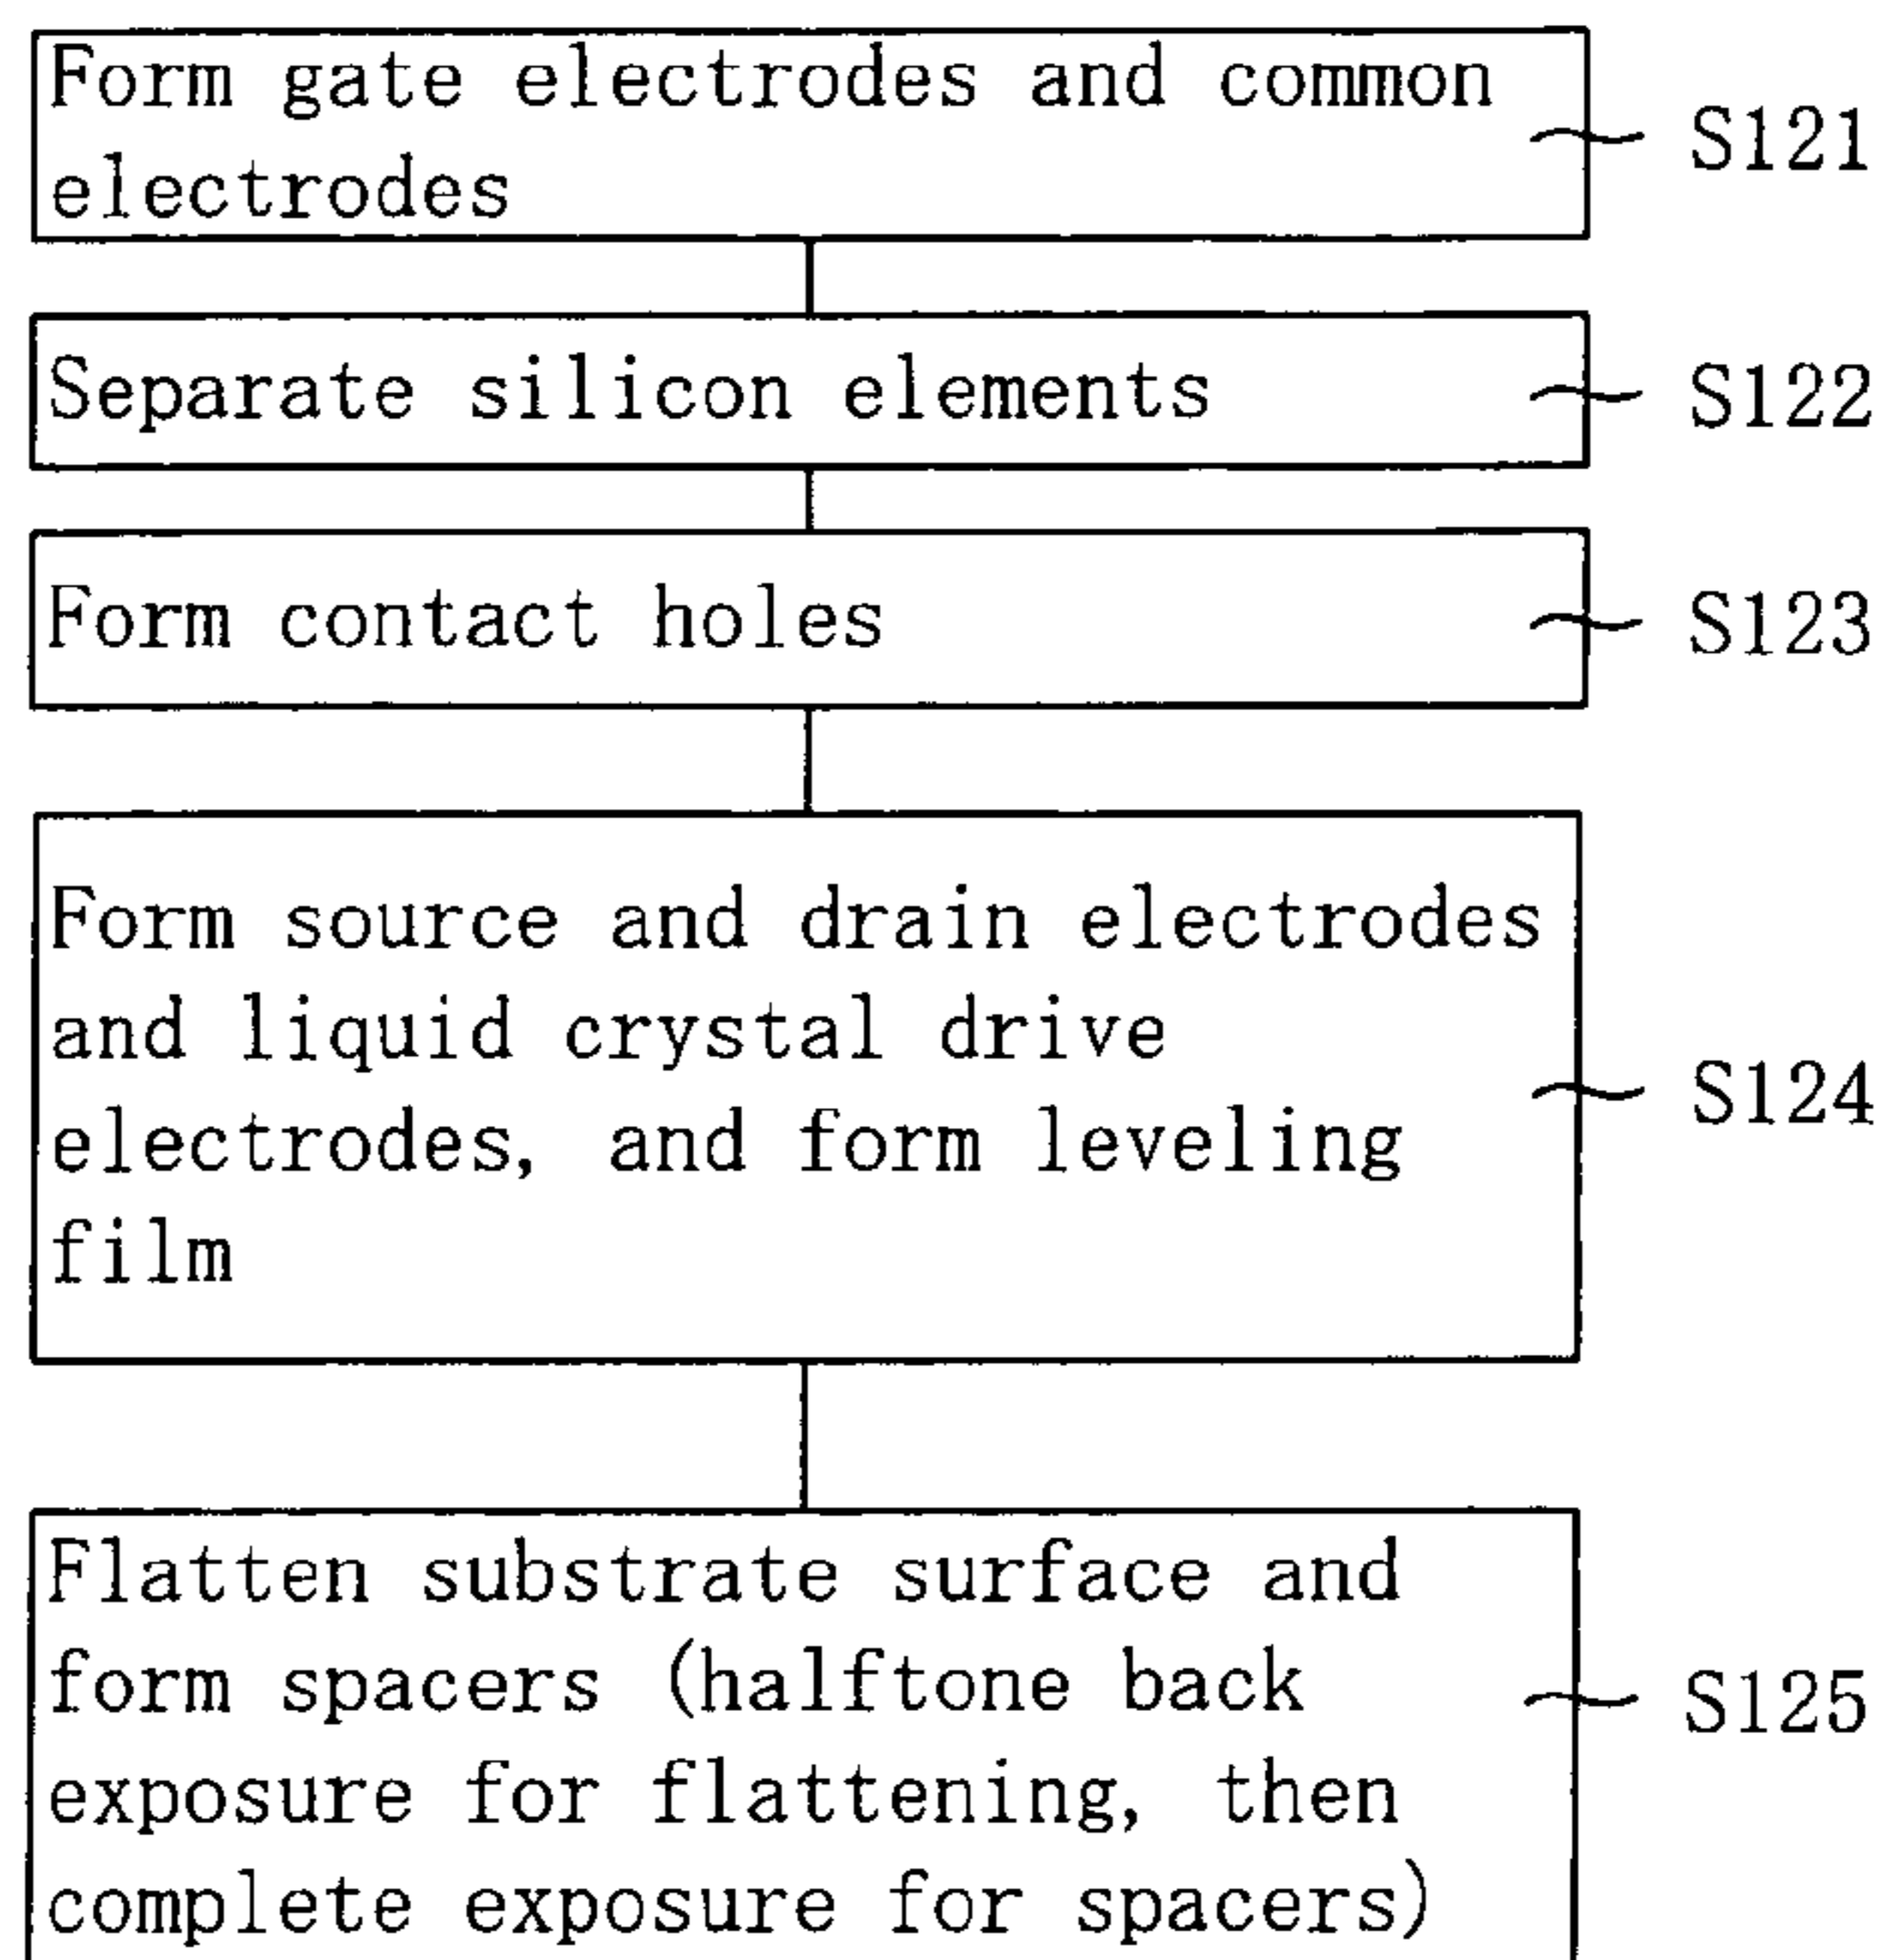 Form gate electrodes and common
electrodes
S121
Separate silicon elements
S122
Form contact holes
S123
Form source and drain electrodes
and liquid crystal drive
electrodes, and form leveling
film
S124
Flatten substrate surface and
form spacers (halftone back
exposure for flattening, then
complete exposure for spacers)
S125